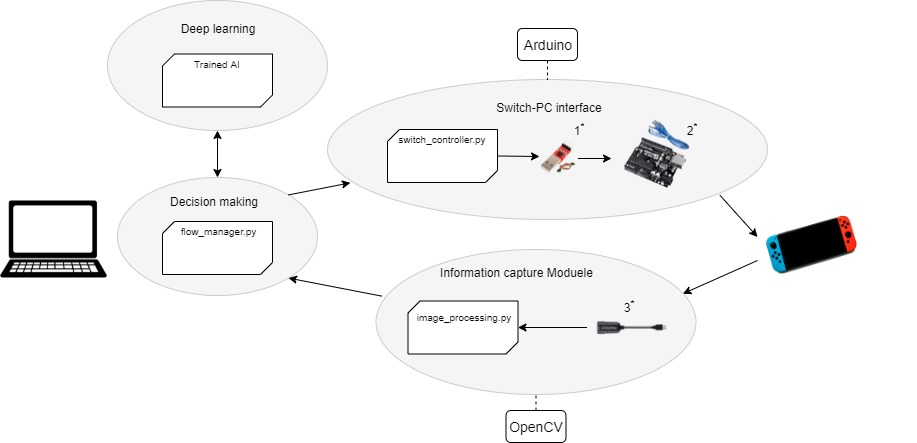 Deep learning
Trained AI
Arduino
Switch-PC interface
switch_controller.py
1*
2*
Decision making
flow_manager.py
Information capture Moduele
image_processing.py
3*
OpenCV